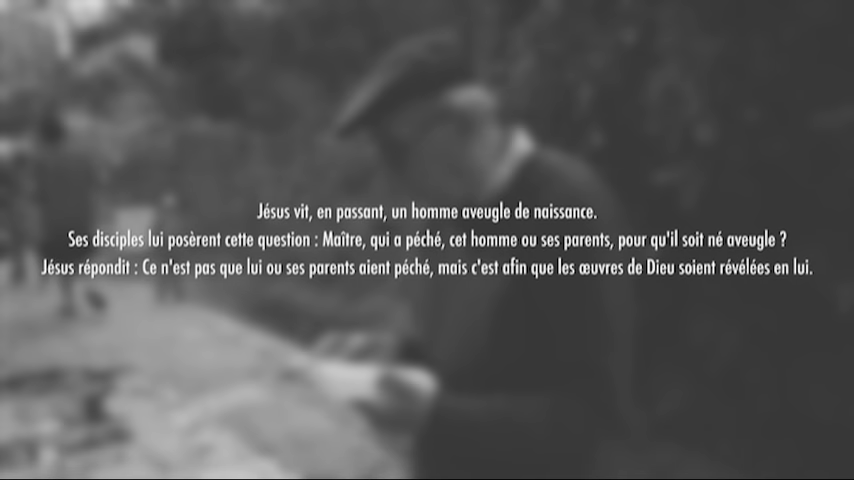 Jésus vit, en passant, un homme aveugle de naissance.
Ses disciples lui posèrent cette question : Maître, qui a péché, cet homme ou ses parents, pour qu'il soit né aveugle ?
Jésus répondit : Ce n'est pas que lui ou ses parents aient péché, mais c'est afin que les œuvres de Dieu soient révélées en lui.